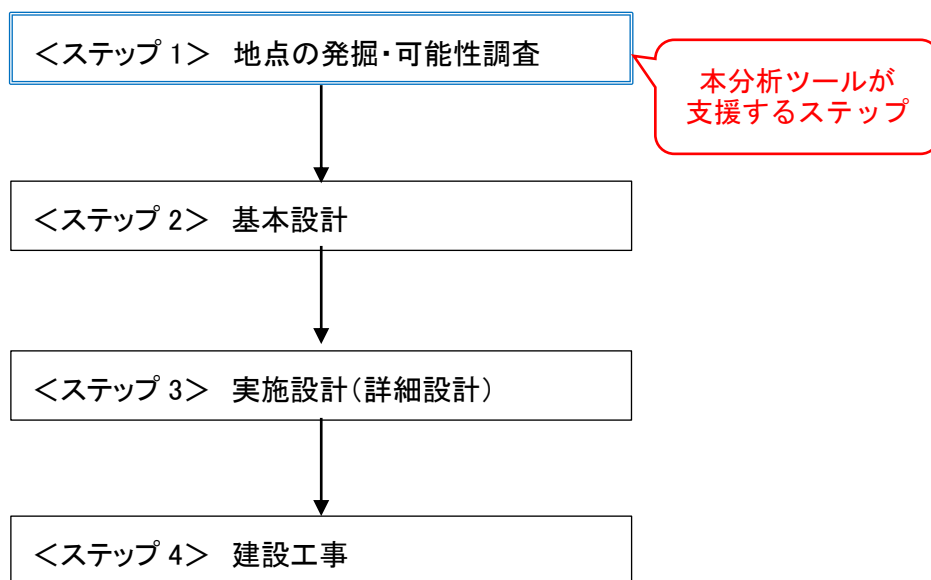 ＜ステップ 1＞ 地点の発掘・可能性調査
本分析ツールが
支援するステップ
＜ステップ 2＞ 基本設計
＜ステップ 3＞ 実施設計（詳細設計）
＜ステップ 4＞ 建設工事